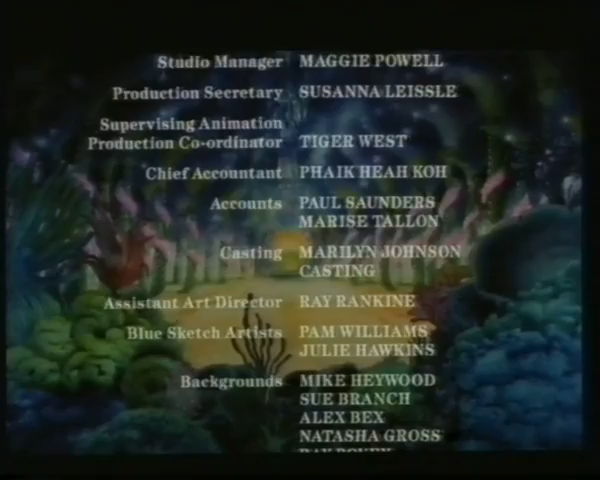 Studio Manager MAGGIE POWELL
Production Secretary SUSANNA LEISSLE
Supervising Animation
Production Co-ordinator TIGER WEST
Chief Accountant PHAIK HEAH KOH
Accounts PAUL SAUNDERS
MARISE TALLON
Casting MARILYN JOHNSON
CASTING
Assistant Art Director RAY RANKINE
Blue Sketch Artists PAM WILLIAMS
JULIE HAWKINS
Backgrounds MIKE HEYWOOD
SUE BRANCH
ALEX BEX
NATASHA GROSS